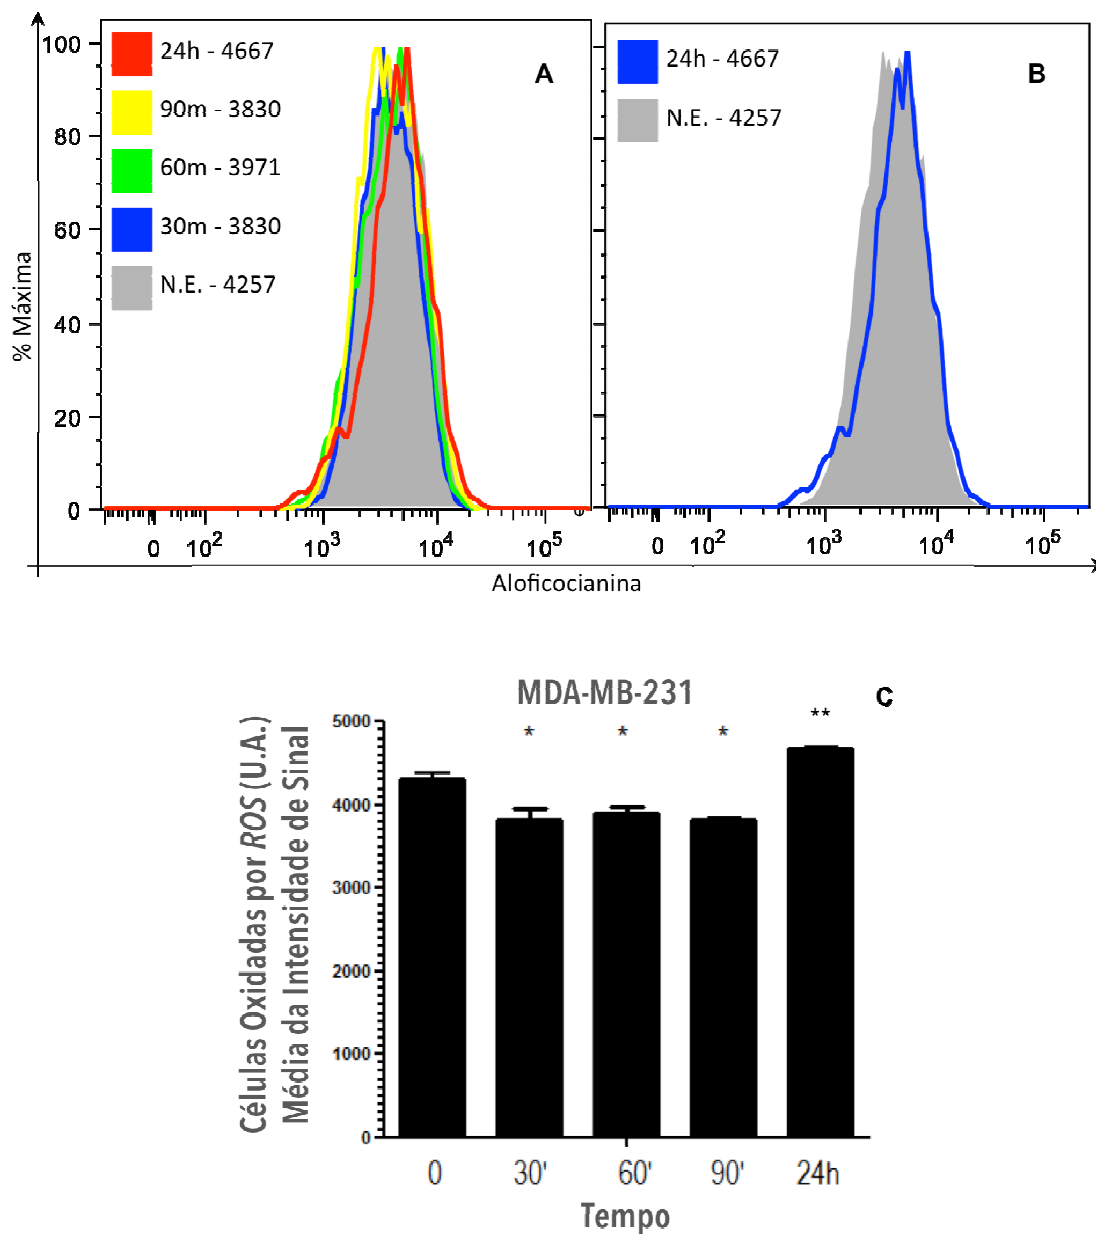 24h - 4667
90m - 3830
60m - 3971
30m - 3830
N.E. - 4257
A
100
80
60
40
20
0
% Máxima
0 10² 10³ 10⁴ 10⁵
24h - 4667
N.E. - 4257
B
0 10² 10³ 10⁴ 10⁵
Aloficocianina
MDA-MB-231
C
Células Oxidadas por ROS (U.A.)
Média da Intensidade de Sinal
5000
4000
3000
2000
1000
0
* * * **
0 30' 60' 90' 24h
Tempo